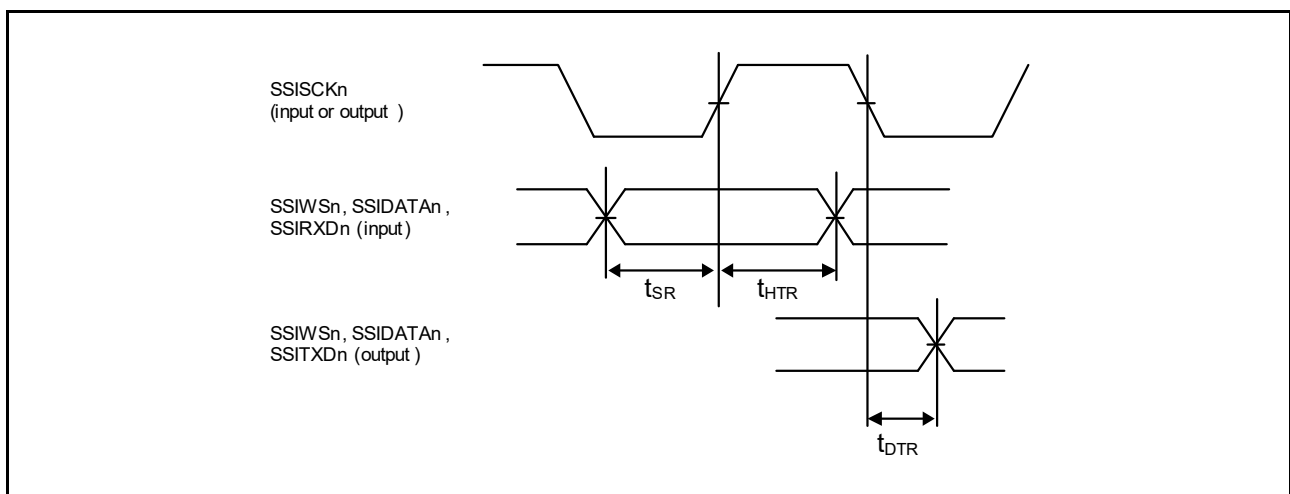 SSISCKn
(input or output )
SSIWSn, SSIDATAn ,
SSIRXDn (input)
tSR
tHTR
SSIWSn, SSIDATAn ,
SSITXDn (output )
tDTR